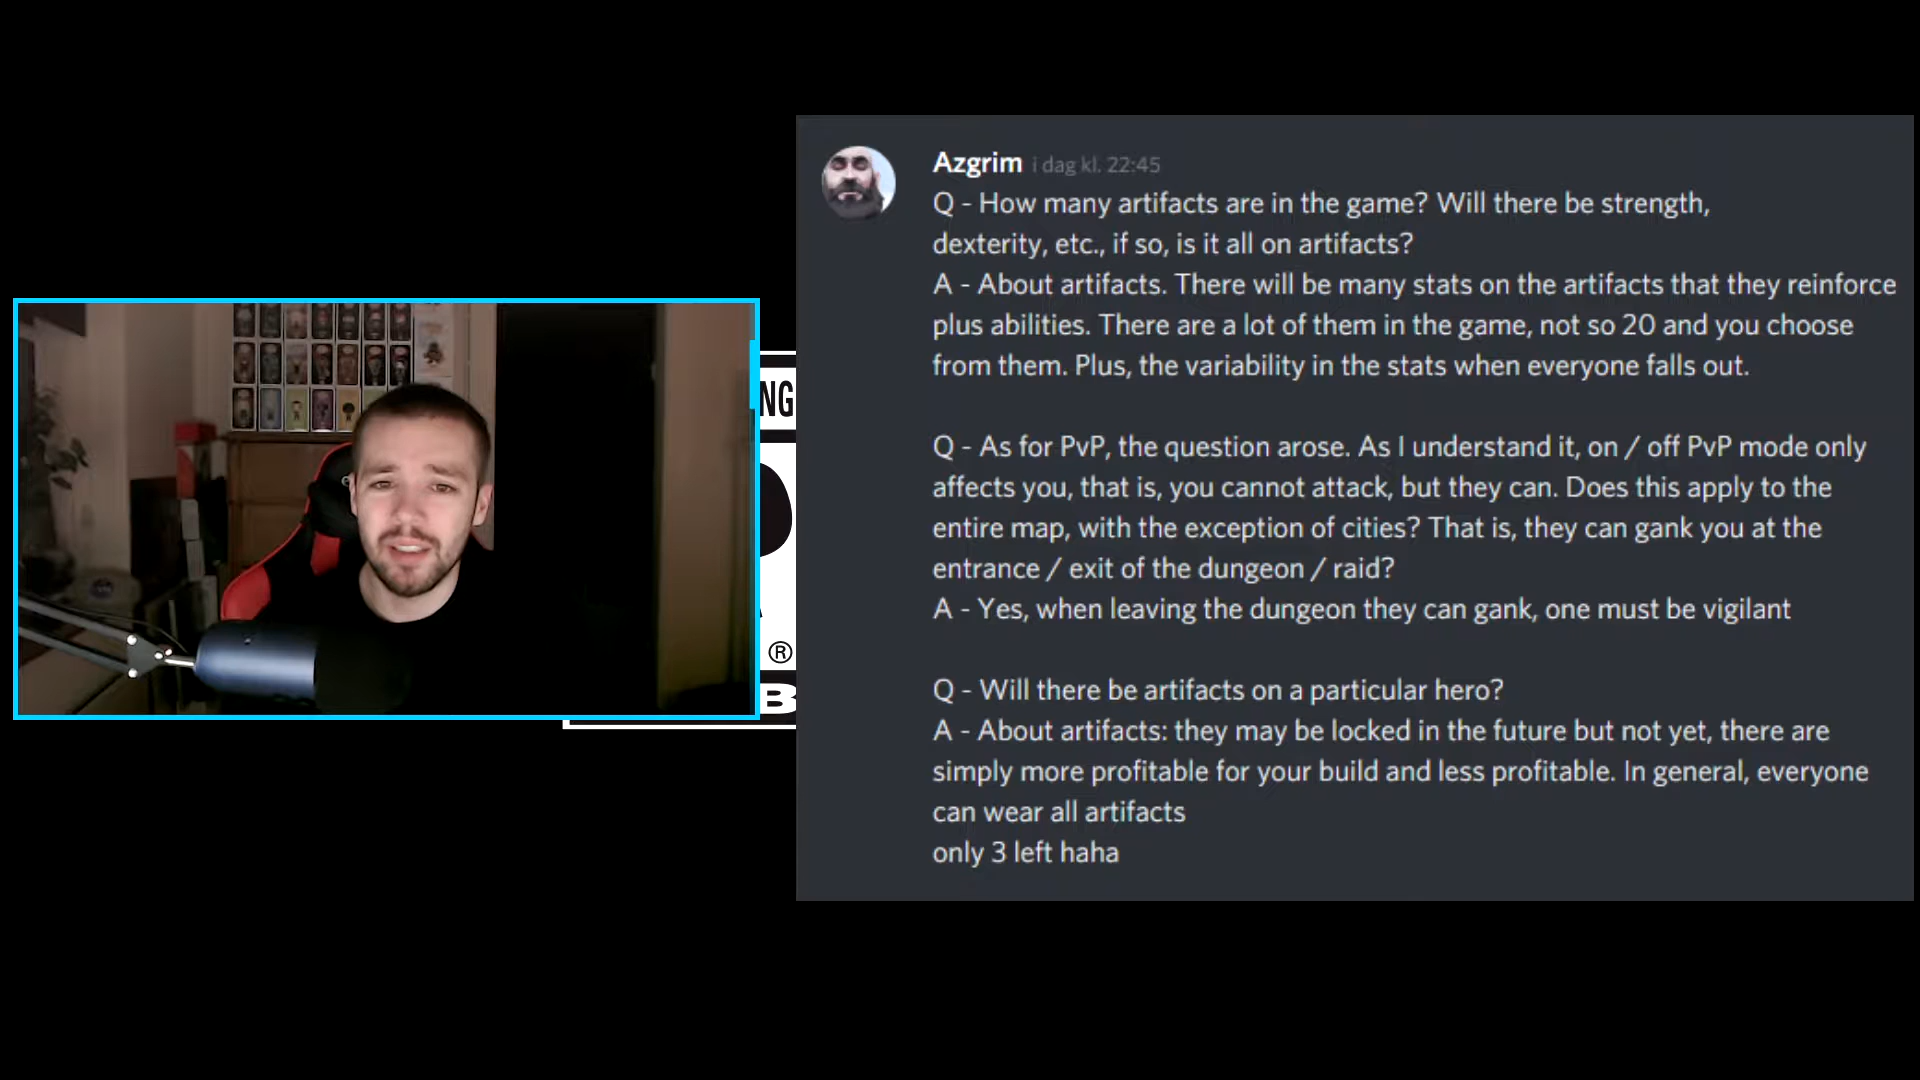 NG
®
B
Azgrim i dag kl. 22:45
Q - How many artifacts are in the game? Will there be strength,
dexterity, etc., if so, is it all on artifacts?
A - About artifacts. There will be many stats on the artifacts that they reinforce
plus abilities. There are a lot of them in the game, not so 20 and you choose
from them. Plus, the variability in the stats when everyone falls out.
Q - As for PvP, the question arose. As I understand it, on / off PvP mode only
affects you, that is, you cannot attack, but they can. Does this apply to the
entire map, with the exception of cities? That is, they can gank you at the
entrance / exit of the dungeon / raid?
A - Yes, when leaving the dungeon they can gank, one must be vigilant
Q - Will there be artifacts on a particular hero?
A - About artifacts: they may be locked in the future but not yet, there are
simply more profitable for your build and less profitable. In general, everyone
can wear all artifacts
only 3 left haha